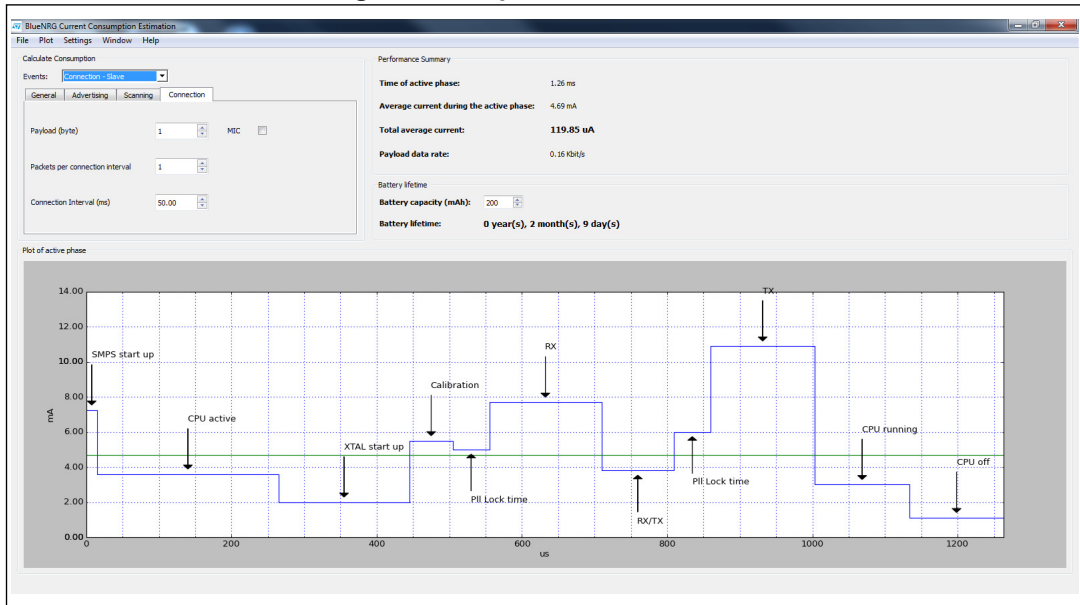 BlueNRG Current Consumption Estimation
File Plot Settings Window Help
Calculate Consumption
Events: Connection - Slave
General Advertising Scanning Connection
Payload (byte) 1 MIC
Packets per connection interval 1
Connection Interval (ms) 50.00
Performance Summary
Time of active phase: 1.26 ms
Average current during the active phase: 4.69 mA
Total average current: 119.85 uA
Payload data rate: 0.16 Kbit/s
Battery lifetime
Battery capacity (mAh): 200
Battery lifetime: 0 year(s), 2 month(s), 9 day(s)
Plot of active phase
14.00
12.00
10.00
8.00
6.00
4.00
2.00
0.00
mA
SMPS start up
CPU active
XTAL start up
Calibration
Pll Lock time
RX
RX/TX
Pll Lock time
TX
CPU running
CPU off
0 200 400 600 800 1000 1200
us